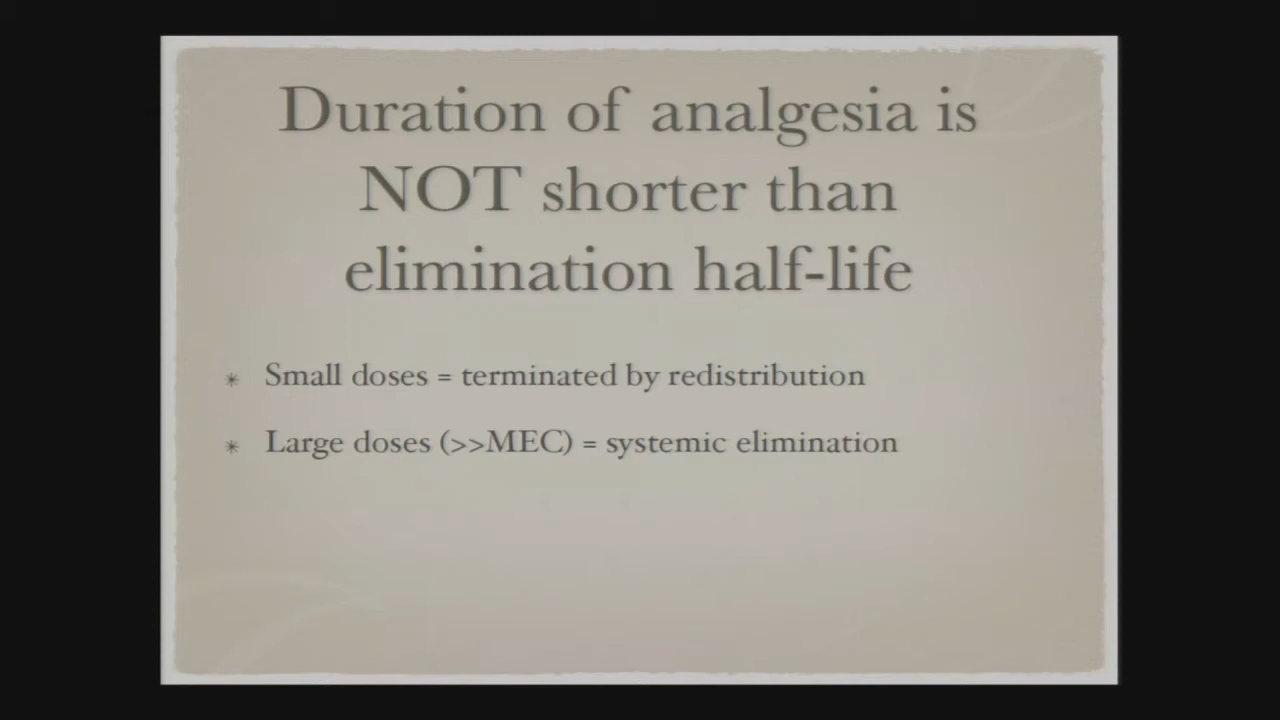 Duration of analgesia is
NOT shorter than
elimination half-life
* Small doses = terminated by redistribution
* Large doses (>>MEC) = systemic elimination